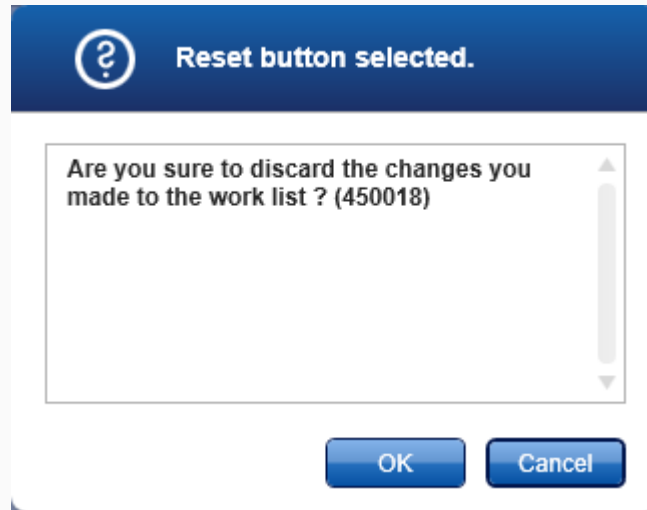 Reset button selected.
Are you sure to discard the changes you
made to the work list ? (450018)
OK
Cancel